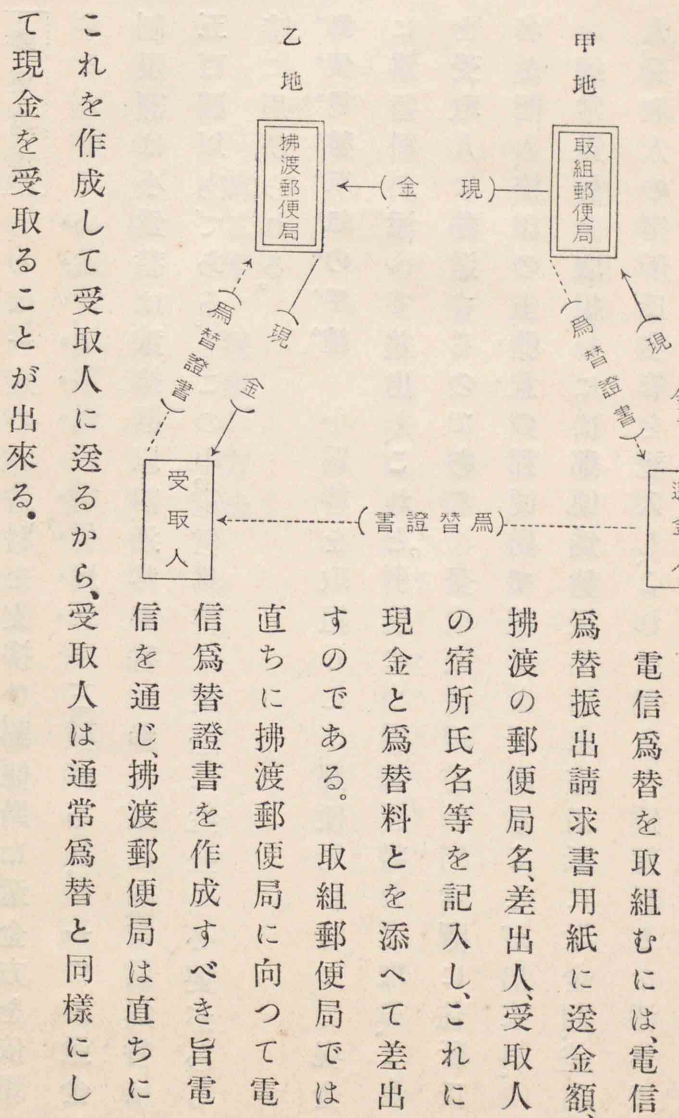 甲地
取組郵便局
(現
(現金)
(爲替證書)
乙地
拂渡郵便局
(現金)
(爲替證書)
受取人
(爲替證書)
電信爲替を取組むには、電信
爲替振出請求書用紙に送金額、
拂渡の郵便局名、差出人、受取人
の宿所氏名等を記入し、これに
現金と爲替料とを添へて差出
すのである。取組郵便局では
直ちに拂渡郵便局に向つて電
信爲替證書を作成すべき旨電
信を通じ、拂渡郵便局は直ちに
これを作成して受取人に送るから、受取人は通常爲替と同樣にし
て現金を受取ることが出來る。